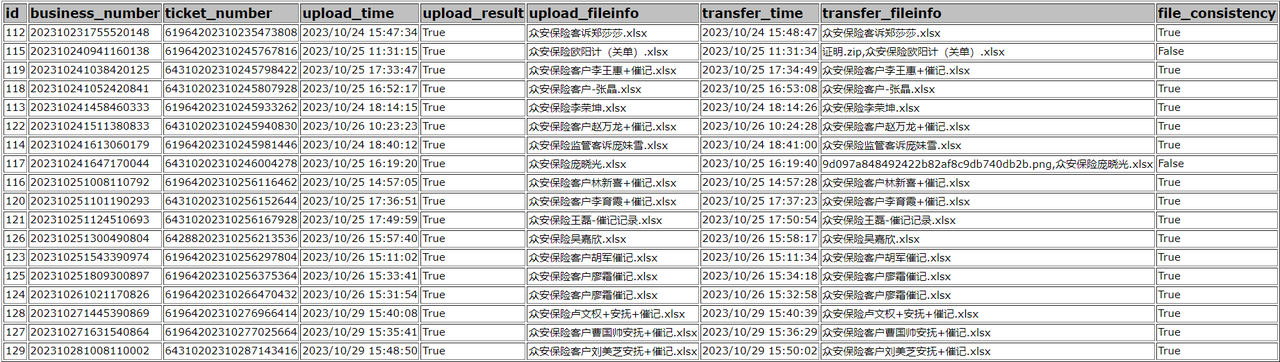 id business_number ticket_number upload_time upload_result upload_fileinfo transfer_time transfer_fileinfo file_consistency
112 202310231755520148 61964202310235473808 2023/10/24 15:47:34 True 众安保险客诉郑莎莎.xlsx 2023/10/24 15:48:47 众安保险客诉郑莎莎.xlsx True
115 202310240941160138 61964202310245767816 2023/10/25 11:31:15 True 众安保险欧阳计（关单）.xlsx 2023/10/25 11:31:34 证明.zip,众安保险欧阳计（关单）.xlsx False
119 202310241038420125 64310202310245798422 2023/10/25 17:33:47 True 众安保险客户李王惠+催记.xlsx 2023/10/25 17:34:49 众安保险客户李王惠+催记.xlsx True
118 202310241052420841 64310202310245807928 2023/10/25 16:52:17 True 众安保险客户-张晶.xlsx 2023/10/25 16:53:08 众安保险客户-张晶.xlsx True
113 202310241458460333 61964202310245933262 2023/10/24 18:14:15 True 众安保险李荣坤.xlsx 2023/10/24 18:14:26 众安保险李荣坤.xlsx True
122 202310241511380833 64310202310245940830 2023/10/26 10:23:23 True 众安保险客户赵万龙+催记.xlsx 2023/10/26 10:24:28 众安保险客户赵万龙+催记.xlsx True
114 202310241613060179 61964202310245981446 2023/10/24 18:40:12 True 众安保险监管客诉庞妹雪.xlsx 2023/10/24 18:41:00 众安保险监管客诉庞妹雪.xlsx True
117 202310241647170044 64310202310246004278 2023/10/25 16:19:20 True 众安保险庞晓光.xlsx 2023/10/25 16:19:40 9d097a848492422b82af8c9db740db2b.png,众安保险庞晓光.xlsx False
116 202310251008110792 61964202310256116462 2023/10/25 14:57:05 True 众安保险客户林新喜+催记.xlsx 2023/10/25 14:57:28 众安保险客户林新喜+催记.xlsx True
120 202310251101190293 64310202310256152644 2023/10/25 17:36:51 True 众安保险客户李育霞+催记.xlsx 2023/10/25 17:37:23 众安保险客户李育霞+催记.xlsx True
121 202310251124510693 64310202310256167928 2023/10/25 17:49:59 True 众安保险王磊-催记记录.xlsx 2023/10/25 17:50:54 众安保险王磊-催记记录.xlsx True
126 202310251300490804 64288202310256213536 2023/10/26 15:57:40 True 众安保险吴嘉欣.xlsx 2023/10/26 15:58:17 众安保险吴嘉欣.xlsx True
123 202310251543390974 61964202310256297804 2023/10/26 15:11:02 True 众安保险客户胡军催记.xlsx 2023/10/26 15:11:34 众安保险客户胡军催记.xlsx True
125 202310251809300897 61964202310256375364 2023/10/26 15:33:41 True 众安保险客户廖霜催记.xlsx 2023/10/26 15:34:18 众安保险客户廖霜催记.xlsx True
124 202310261021170826 61964202310266470432 2023/10/26 15:31:54 True 众安保险客户廖霜催记.xlsx 2023/10/26 15:32:58 众安保险客户廖霜催记.xlsx True
128 202310271445390869 61964202310276966414 2023/10/29 15:40:08 True 众安保险卢文权+安抚+催记.xlsx 2023/10/29 15:40:39 众安保险卢文权+安抚+催记.xlsx True
127 202310271631540864 61964202310277025664 2023/10/29 15:35:41 True 众安保险客户曹国帅安抚+催记.xlsx 2023/10/29 15:36:29 众安保险客户曹国帅安抚+催记.xlsx True
129 202310281008110002 64310202310287143416 2023/10/29 15:48:50 True 众安保险客户刘美芝安抚+催记.xlsx 2023/10/29 15:50:02 众安保险客户刘美芝安抚+催记.xlsx True